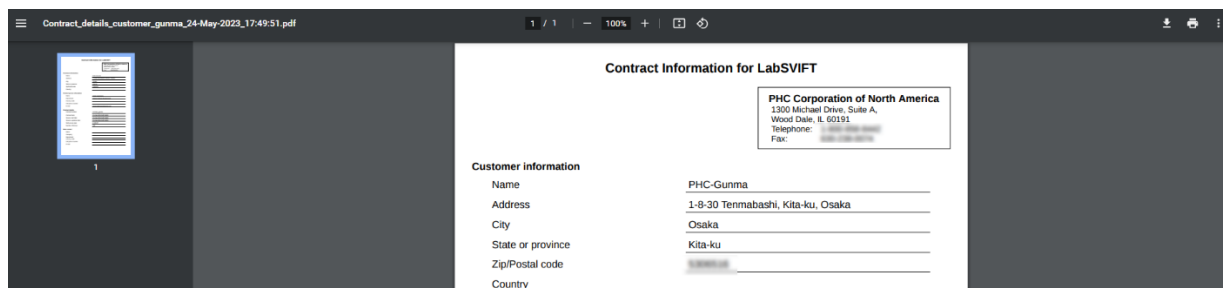 Contract_details_customer_gunma_24-May-2023_17:49:51.pdf
1 / 1
100%
1
Contract Information for LabSVIFT
PHC Corporation of North America
1300 Michael Drive, Suite A,
Wood Dale, IL 60191
Telephone:
Fax:
Customer information
Name PHC-Gunma
Address 1-8-30 Tenmabashi, Kita-ku, Osaka
City Osaka
State or province Kita-ku
Zip/Postal code
Country